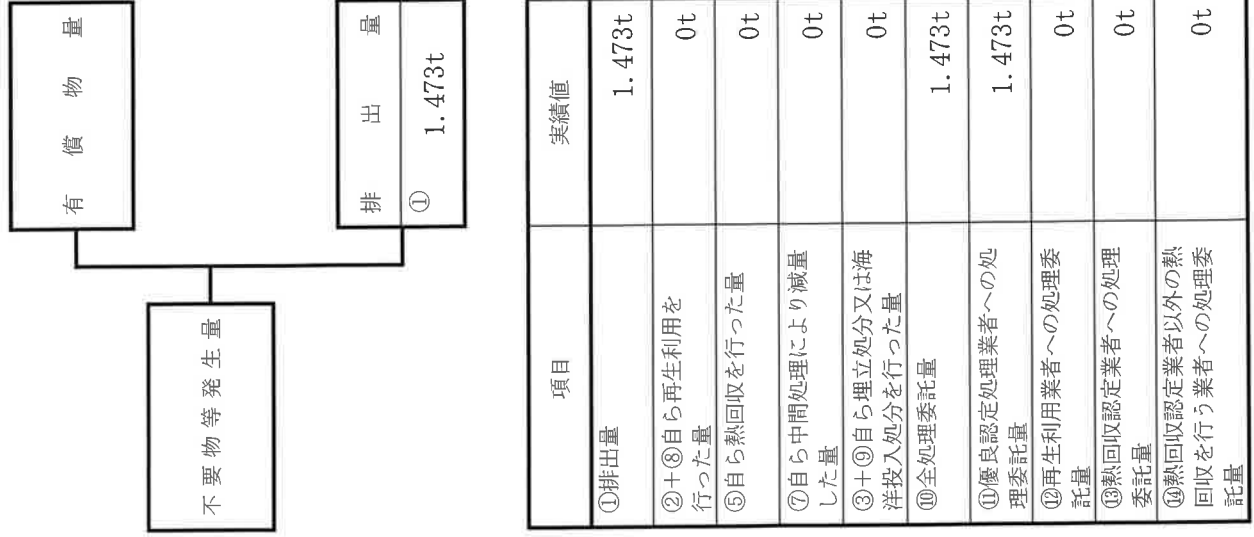 不要物等発生量
有償物量
排出量
① 1.473t
項目 実績値
①排出量 1.473t
②+⑧自ら再生利用を
行った量 0t
⑤自ら熱回収を行った量 0t
⑦自ら中間処理により減量
した量 0t
③+⑨自ら埋立処分又は海
洋投入処分を行った量 0t
⑩全処理委託量 1.473t
⑪優良認定処理業者への処
理委託量 1.473t
⑫再生利用業者への処理委
託量 0t
⑬熱回収認定業者への処理
委託量 0t
⑭熱回収認定業者以外の熱
回収を行う業者への処理委
託量 0t